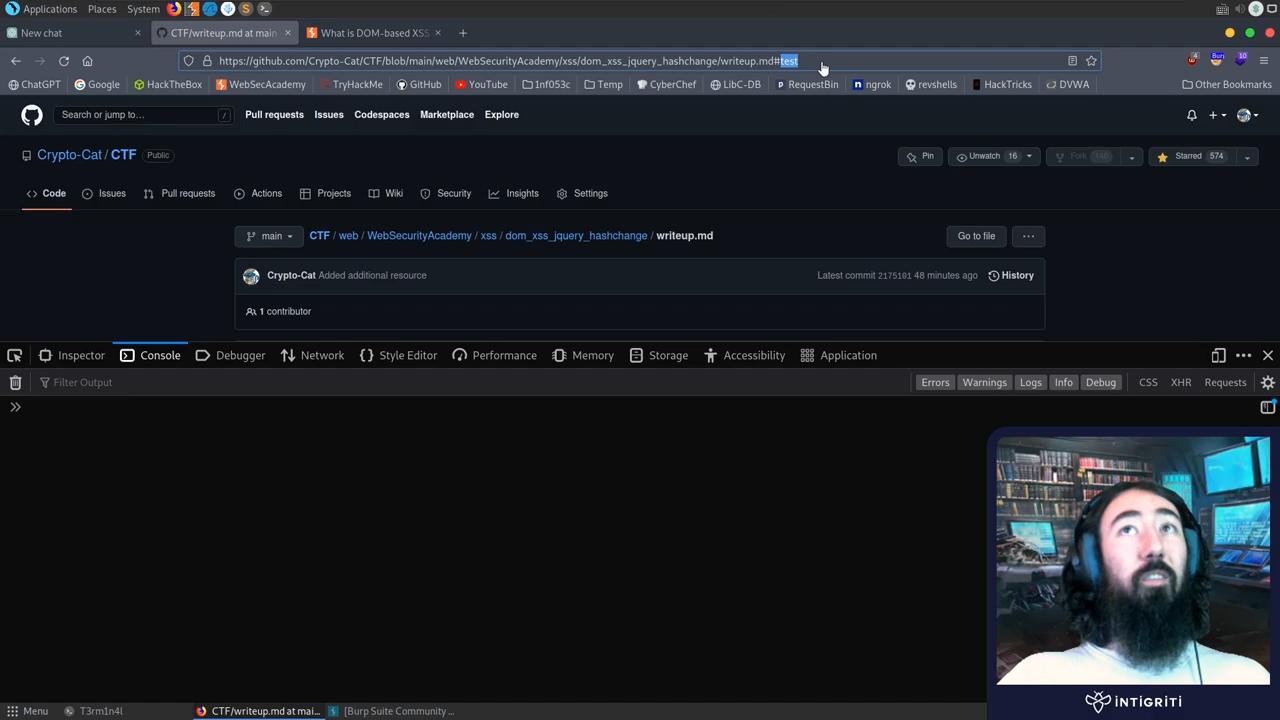 Applications Places System
New chat
CTF/writeup.md at main
What is DOM-based XSS
https://github.com/Crypto-Cat/CTF/blob/main/web/WebSecurityAcademy/xss/dom_xss_jquery_hashchange/writeup.md#test
4 Burp 10
ChatGPT Google HackTheBox WebSecAcademy TryHackMe GitHub YouTube 1nf053c Temp CyberChef LibC-DB RequestBin ngrok revshells HackTricks DVWA Other Bookmarks
Search or jump to… /
Pull requests Issues Codespaces Marketplace Explore
Crypto-Cat / CTF Public
Pin Unwatch 16 Fork Starred 574
Code Issues Pull requests Actions Projects Wiki Security Insights Settings
main CTF / web / WebSecurityAcademy / xss / dom_xss_jquery_hashchange / writeup.md Go to file
Crypto-Cat Added additional resource Latest commit 2175101 48 minutes ago History
1 contributor
Inspector Console Debugger Network Style Editor Performance Memory Storage Accessibility Application
Filter Output Errors Warnings Logs Info Debug CSS XHR Requests
INTIGRITI
Menu T3rm1n4l CTF/writeup.md at mai… [Burp Suite Community …